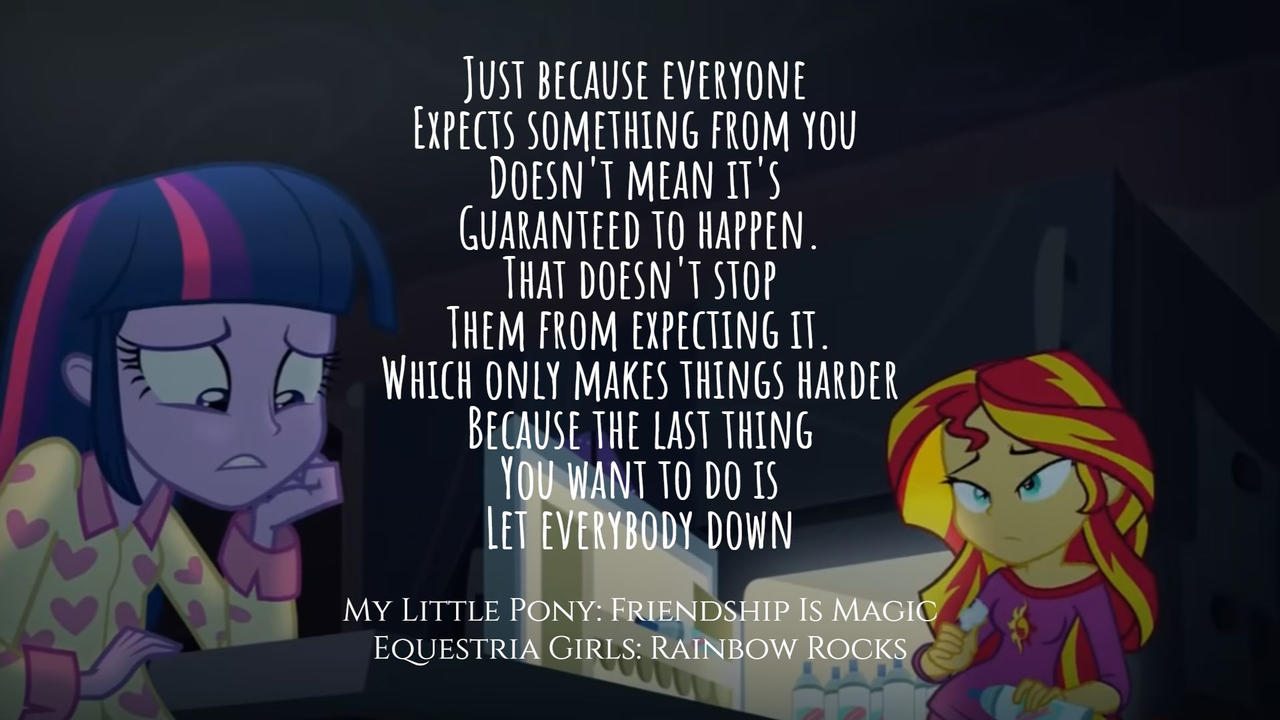 Just because everyone
Expects something from you
Doesn't mean it's
Guaranteed to happen.
That doesn't stop
Them from expecting it.
Which only makes things harder
Because the last thing
You want to do is
Let everybody down
My Little Pony: Friendship Is Magic
Equestria Girls: Rainbow Rocks